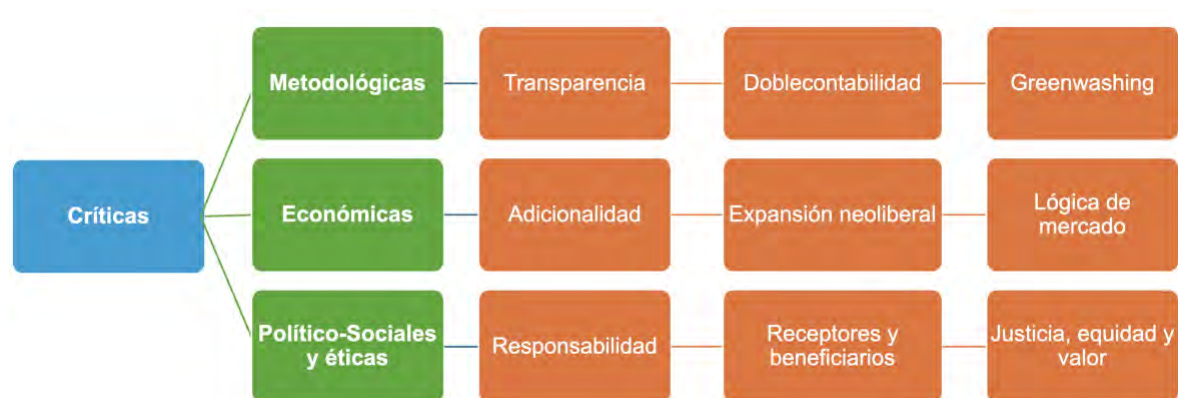 Metodológicas
Transparencia
Doblecontabilidad
Greenwashing
Críticas
Económicas
Adicionalidad
Expansión neoliberal
Lógica de
mercado
Político-Sociales
y éticas
Responsabilidad
Receptores y
beneficiarios
Justicia, equidad y
valor